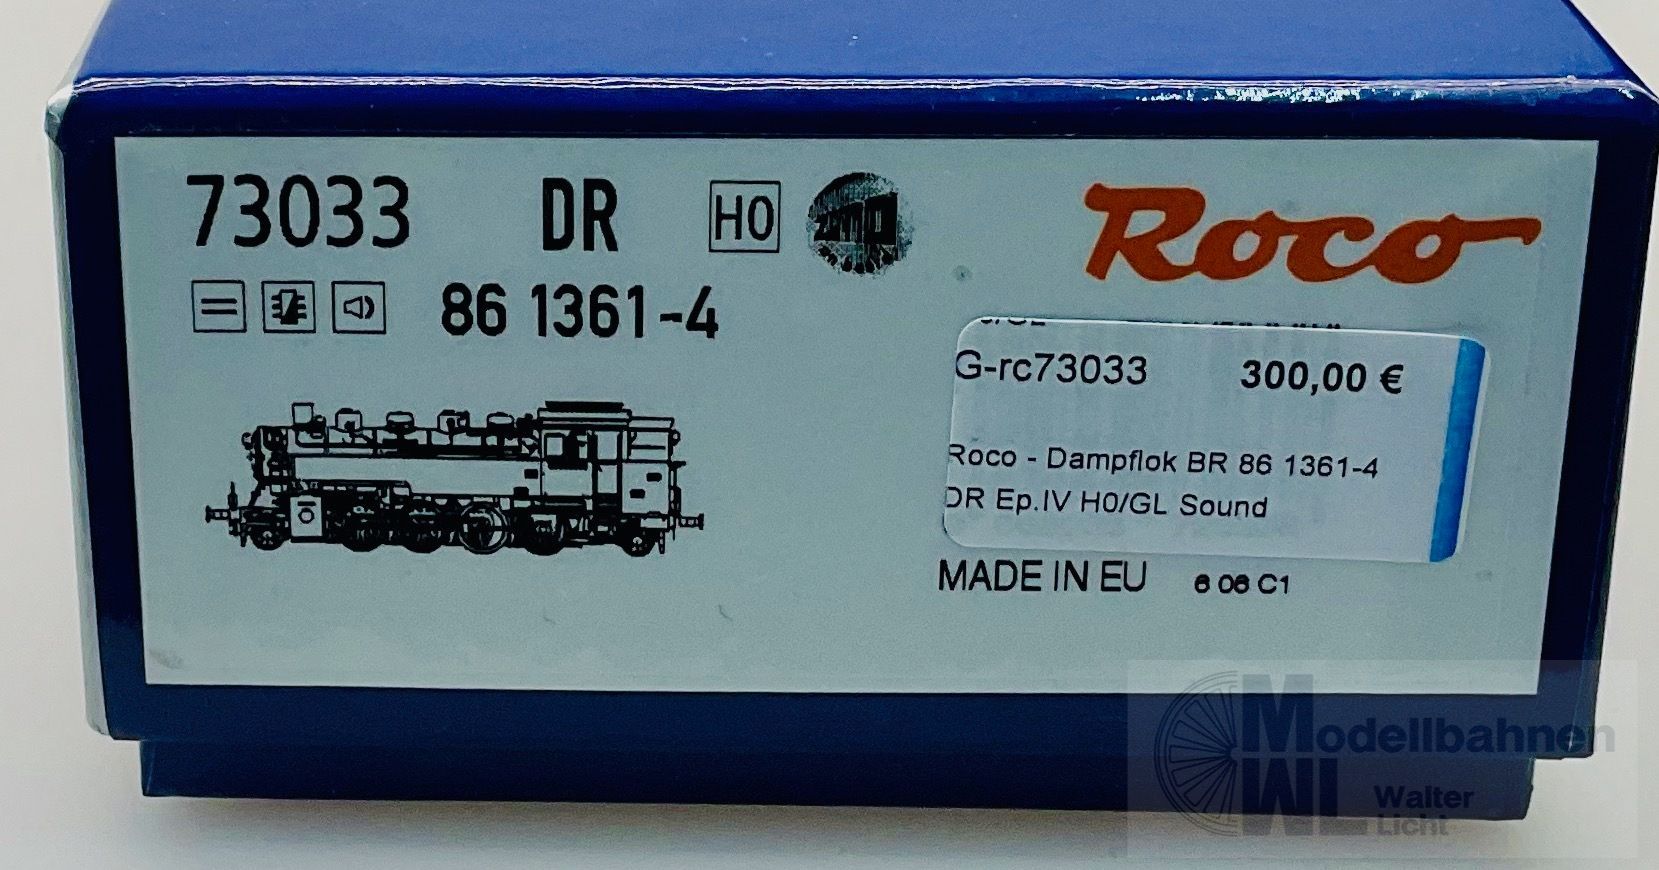 73033 DR H0 Roco
86 1361-4
G-rc73033 300,00 €
Roco - Dampflok BR 86 1361-4
DR Ep.IV H0/GL Sound
MADE IN EU 6 06 C1
Modellbahnen
WL Walter
Licht